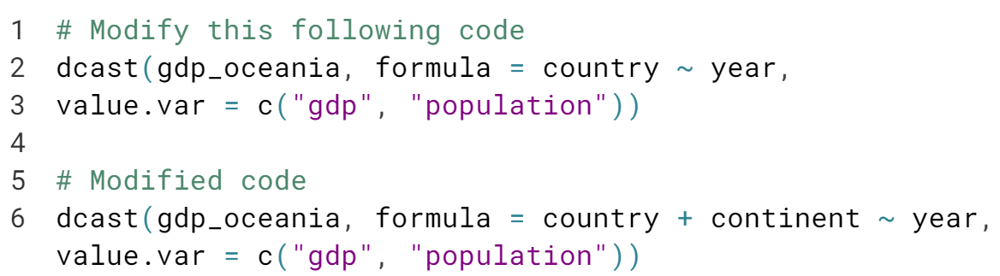 1 # Modify this following code
2 dcast(gdp_oceania, formula = country ~ year,
3 value.var = c("gdp", "population"))
4
5 # Modified code
6 dcast(gdp_oceania, formula = country + continent ~ year,
value.var = c("gdp", "population"))